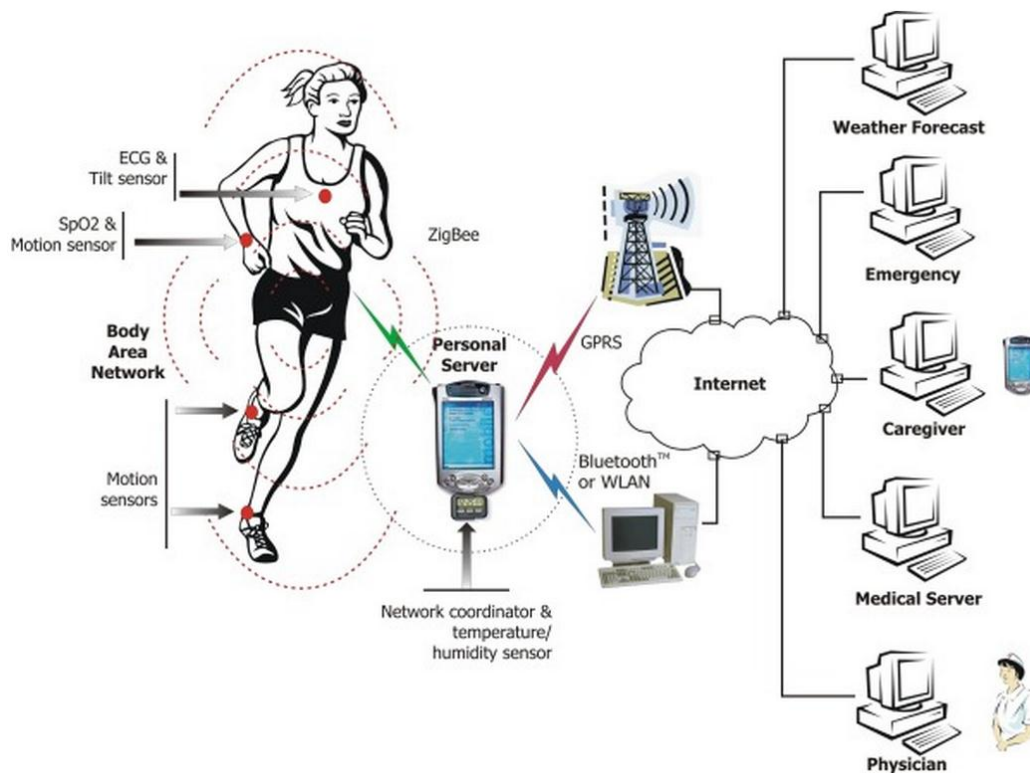 ECG &
Tilt sensor
SpO2 &
Motion sensor
Body
Area
Network
Motion
sensors
ZigBee
Personal
Server
Network coordinator &
temperature/
humidity sensor
GPRS
Bluetooth™
or WLAN
Internet
Weather Forecast
Emergency
Caregiver
Medical Server
Physician